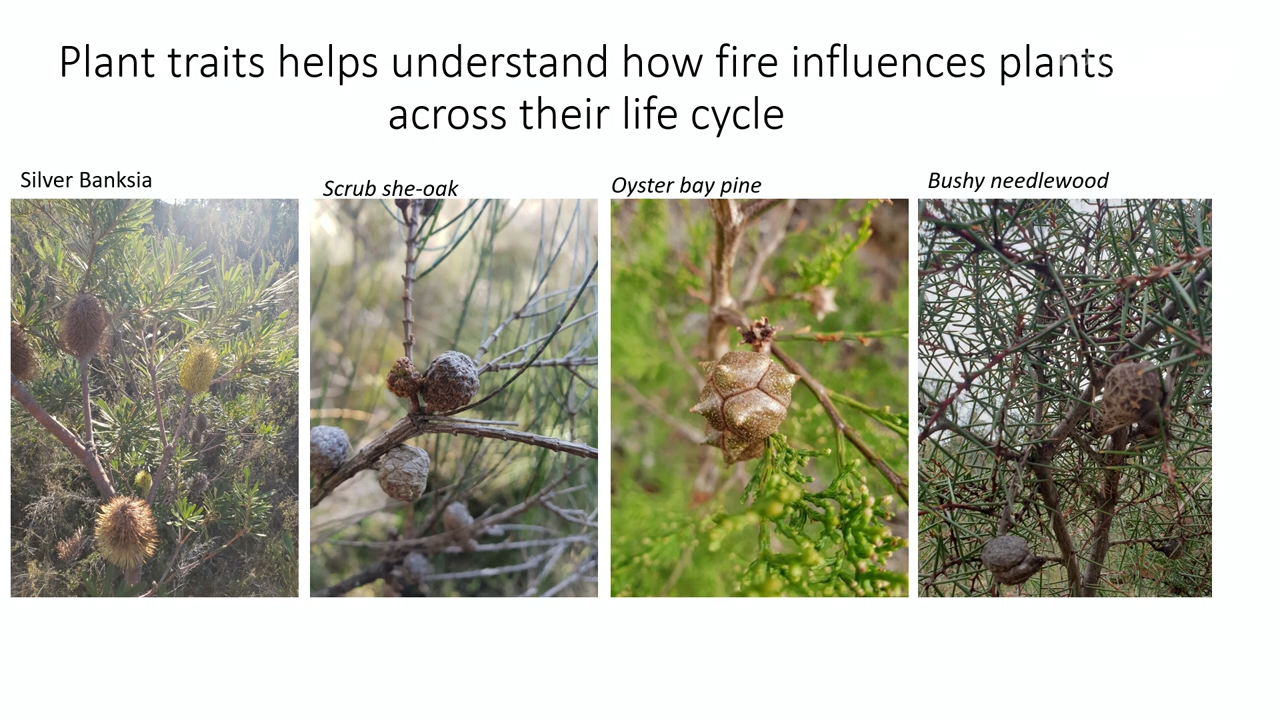 Plant traits helps understand how fire influences plants
across their life cycle
Silver Banksia
Scrub she-oak
Oyster bay pine
Bushy needlewood